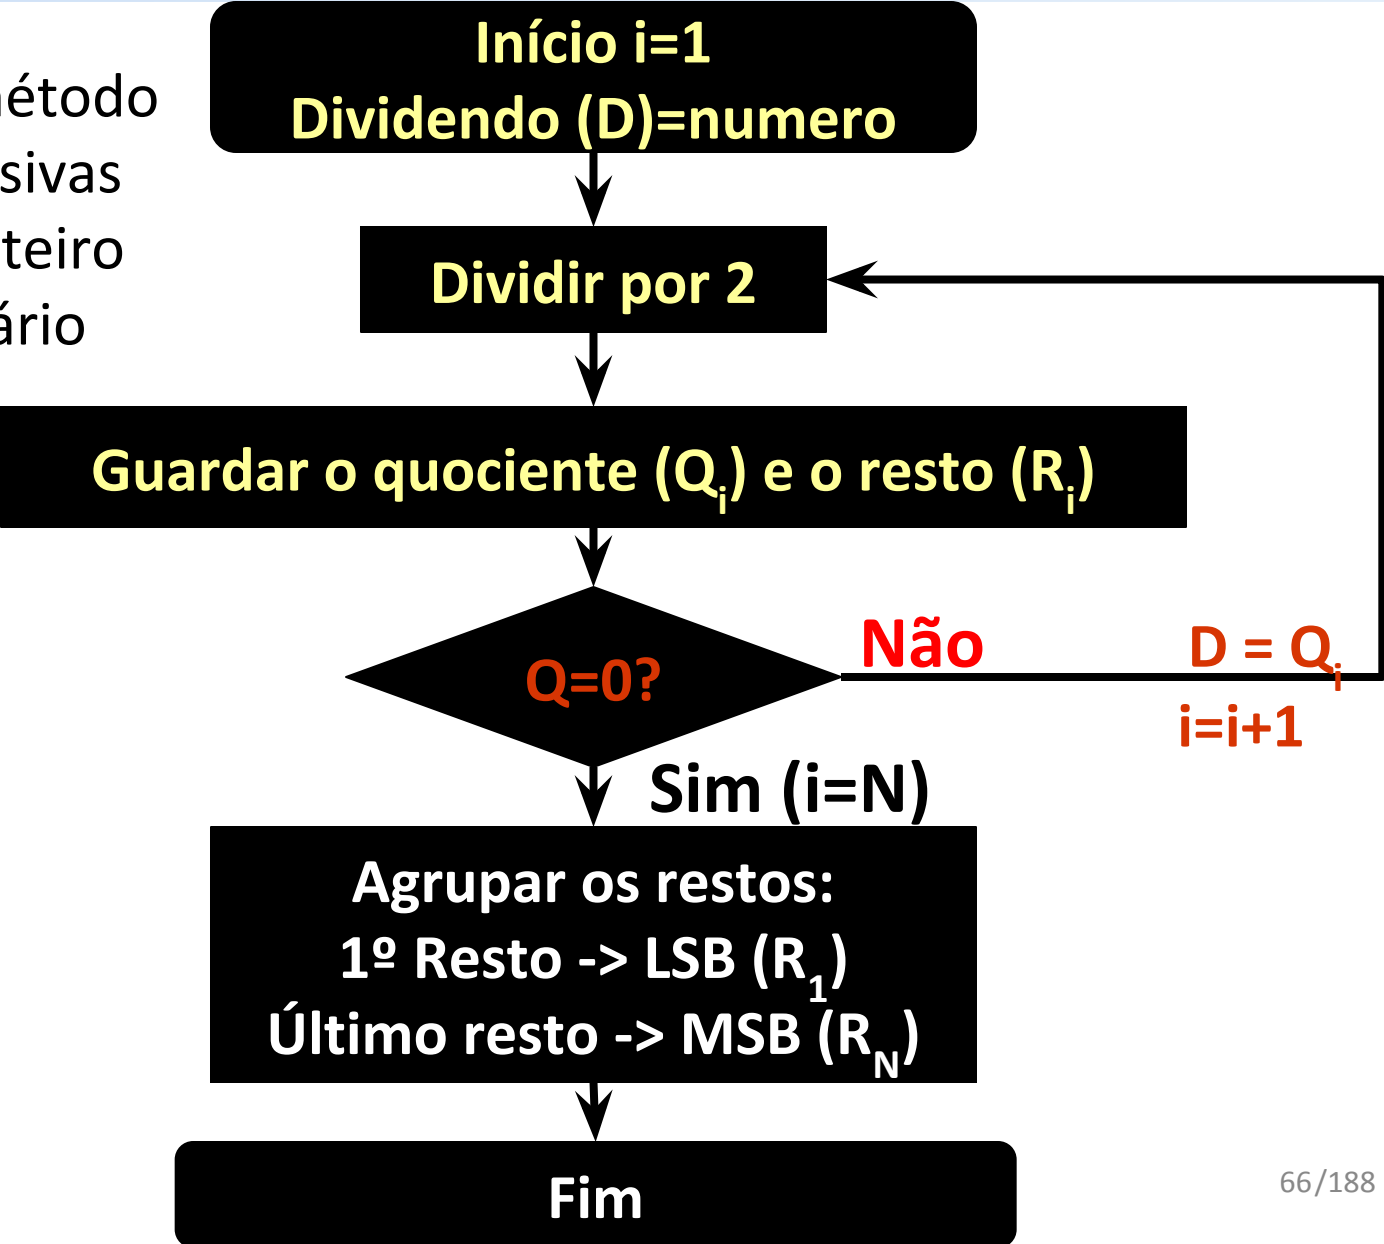 Início i=1
Dividendo (D)=numero
étodo
sivas
teiro
ário
Dividir por 2
Guardar o quociente (Qi) e o resto (Ri)
Q=0?
Não
D = Qi
i=i+1
Sim (i=N)
Agrupar os restos:
1º Resto -> LSB (R1)
Último resto -> MSB (RN)
Fim
66/188